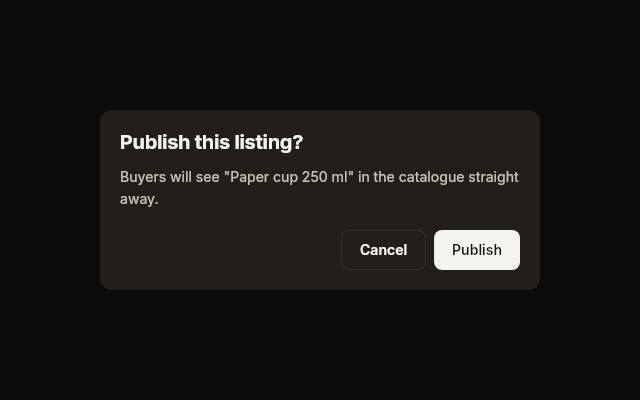 Publish this listing?
Buyers will see "Paper cup 250 ml" in the catalogue straight
away.
Cancel
Publish